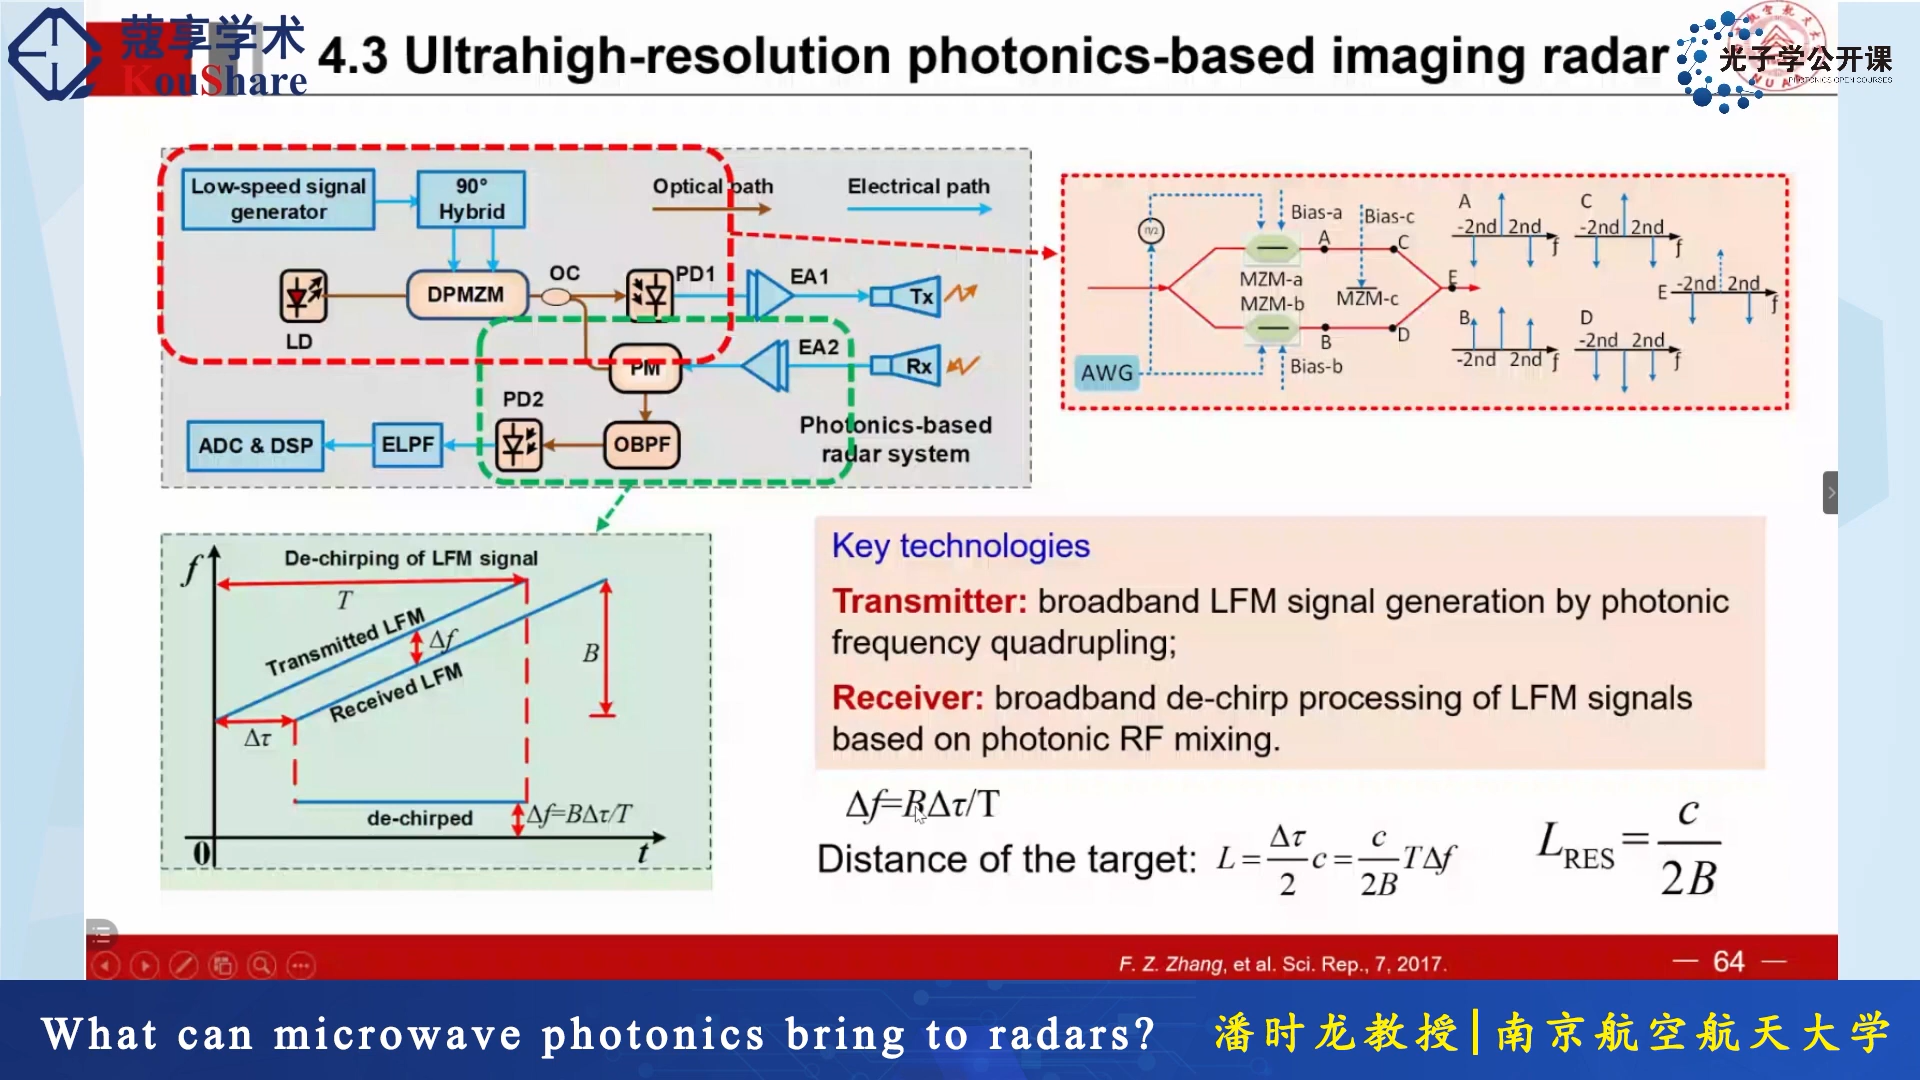 蔻享学术
KouShare
4.3 Ultrahigh-resolution photonics-based imaging radar
光子学公开课
PHOTONICS OPEN COURSES
Low-speed signal
generator
90°
Hybrid
Optical path
Electrical path
LD
DPMZM
OC
PD1
EA1
Tx
PM
EA2
Rx
PD2
ADC & DSP
ELPF
OBPF
Photonics-based
radar system
π/2
Bias-a
Bias-c
A
C
MZM-a
MZM-b
MZM-c
E
B
D
AWG
Bias-b
A
-2nd 2nd
f
C
-2nd 2nd
f
E
-2nd 2nd
f
B
-2nd 2nd f
D
-2nd 2nd
f
De-chirping of LFM signal
f
T
Transmitted LFM
Δf
B
Received LFM
Δτ
de-chirped
Δf=BΔτ/T
0
t
Key technologies
Transmitter: broadband LFM signal generation by photonic
frequency quadrupling;
Receiver: broadband de-chirp processing of LFM signals
based on photonic RF mixing.
Δf=BΔτ/T
Distance of the target: L=Δτ/2 c=c/2B TΔf
L_RES=c/2B
F. Z. Zhang, et al. Sci. Rep., 7, 2017.
— 64 —
What can microwave photonics bring to radars?
潘时龙教授|南京航空航天大学